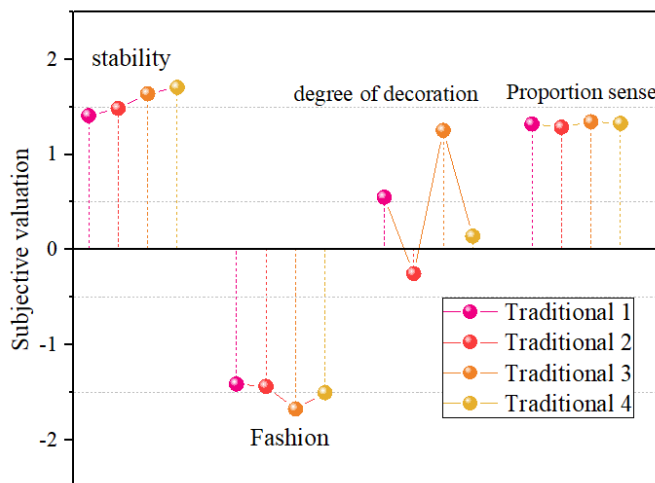 2
stability
degree of decoration
Proportion sense
1
0
Subjective valuation
-1
-2
Fashion
Traditional 1
Traditional 2
Traditional 3
Traditional 4